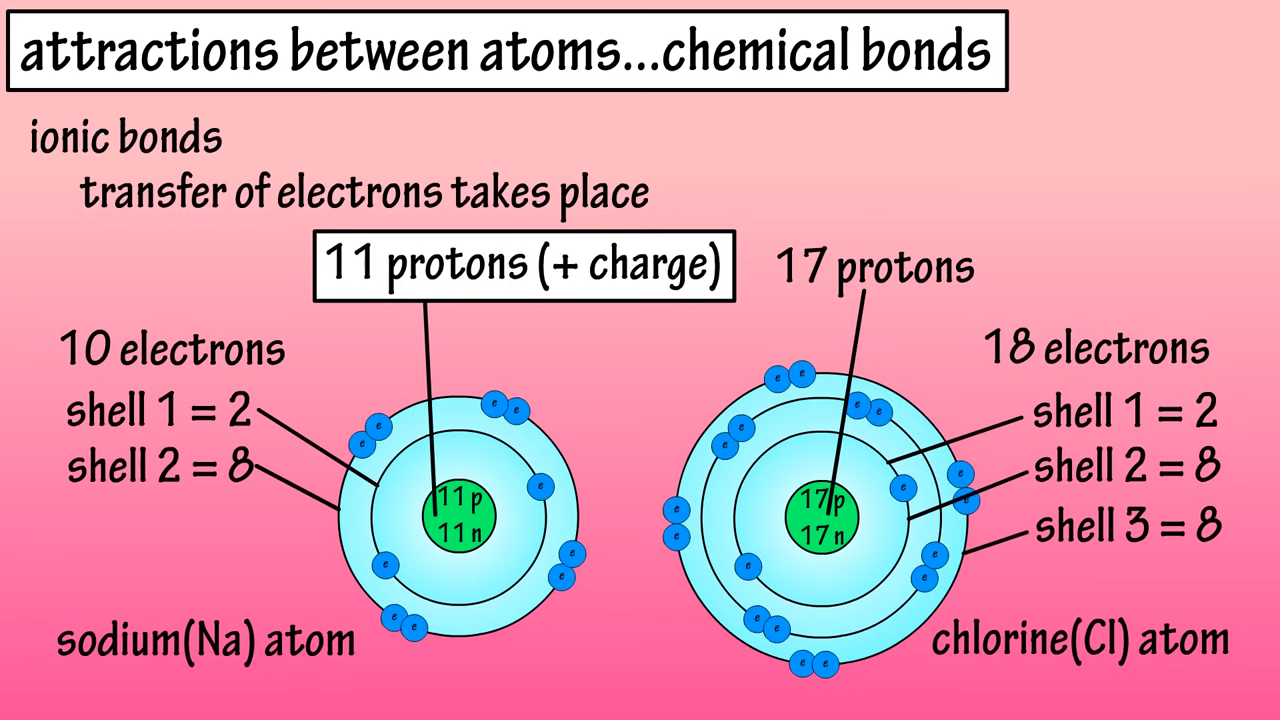 attractions between atoms...chemical bonds
ionic bonds
transfer of electrons takes place
11 protons (+ charge)
17 protons
10 electrons
shell 1 = 2
shell 2 = 8
18 electrons
shell 1 = 2
shell 2 = 8
shell 3 = 8
e e
e e
e
11 p
11 n
e
e e
e e
e e
e e
e e
e
e e
e e
17 p
17 n
e
e e
e e
e e
sodium(Na) atom
chlorine(Cl) atom